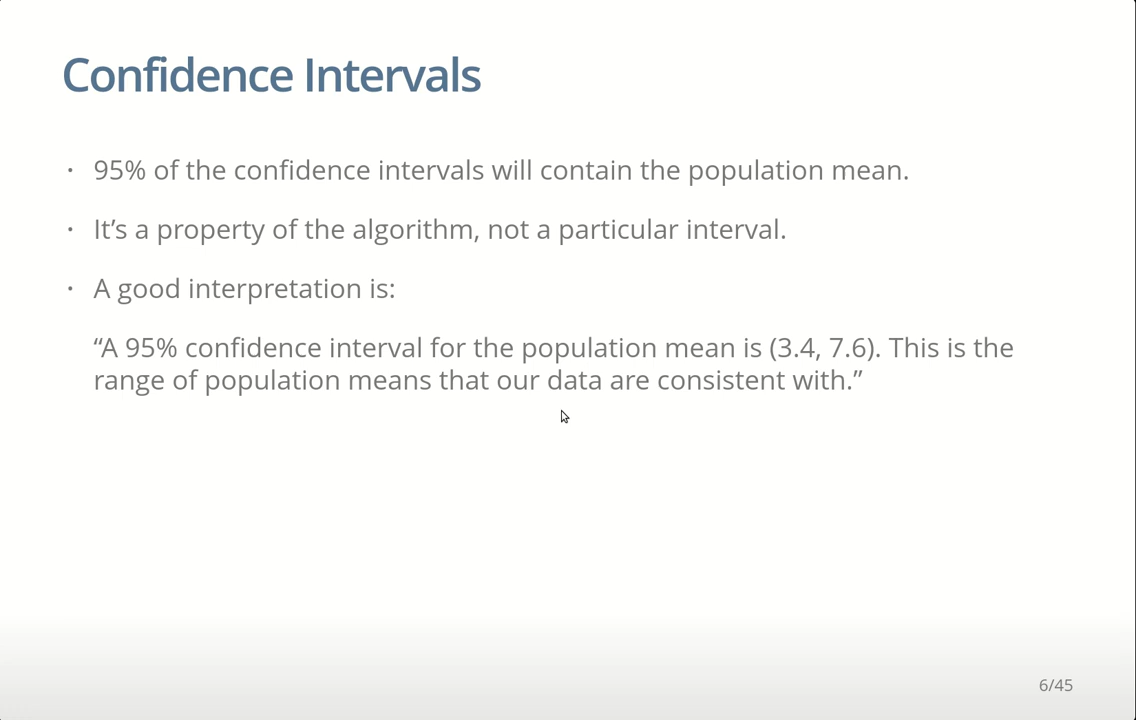 Confidence Intervals
· 95% of the confidence intervals will contain the population mean.
· It’s a property of the algorithm, not a particular interval.
· A good interpretation is:
“A 95% confidence interval for the population mean is (3.4, 7.6). This is the
range of population means that our data are consistent with.”
6/45